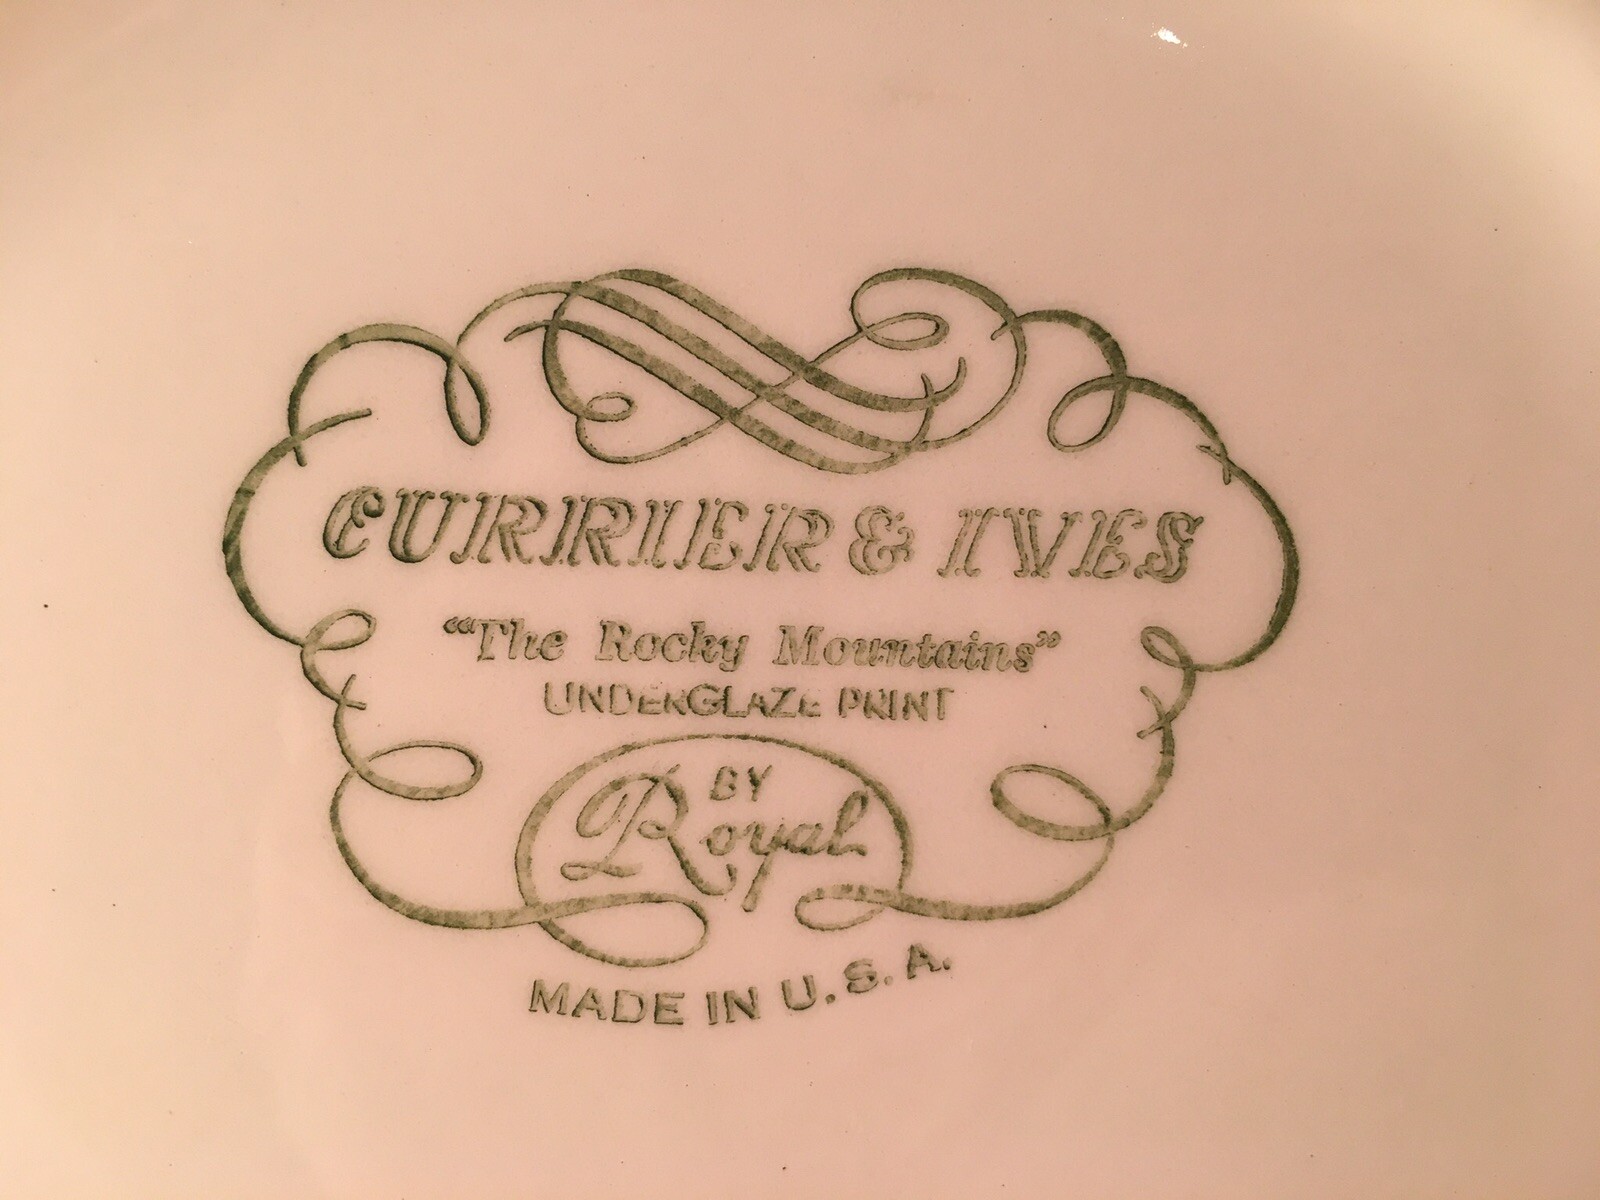 CURRIER & IVES
"‘The Rocky Mountains”
UNDERGLAZE PRINT
BY
Royal
MADE IN U.S.A.